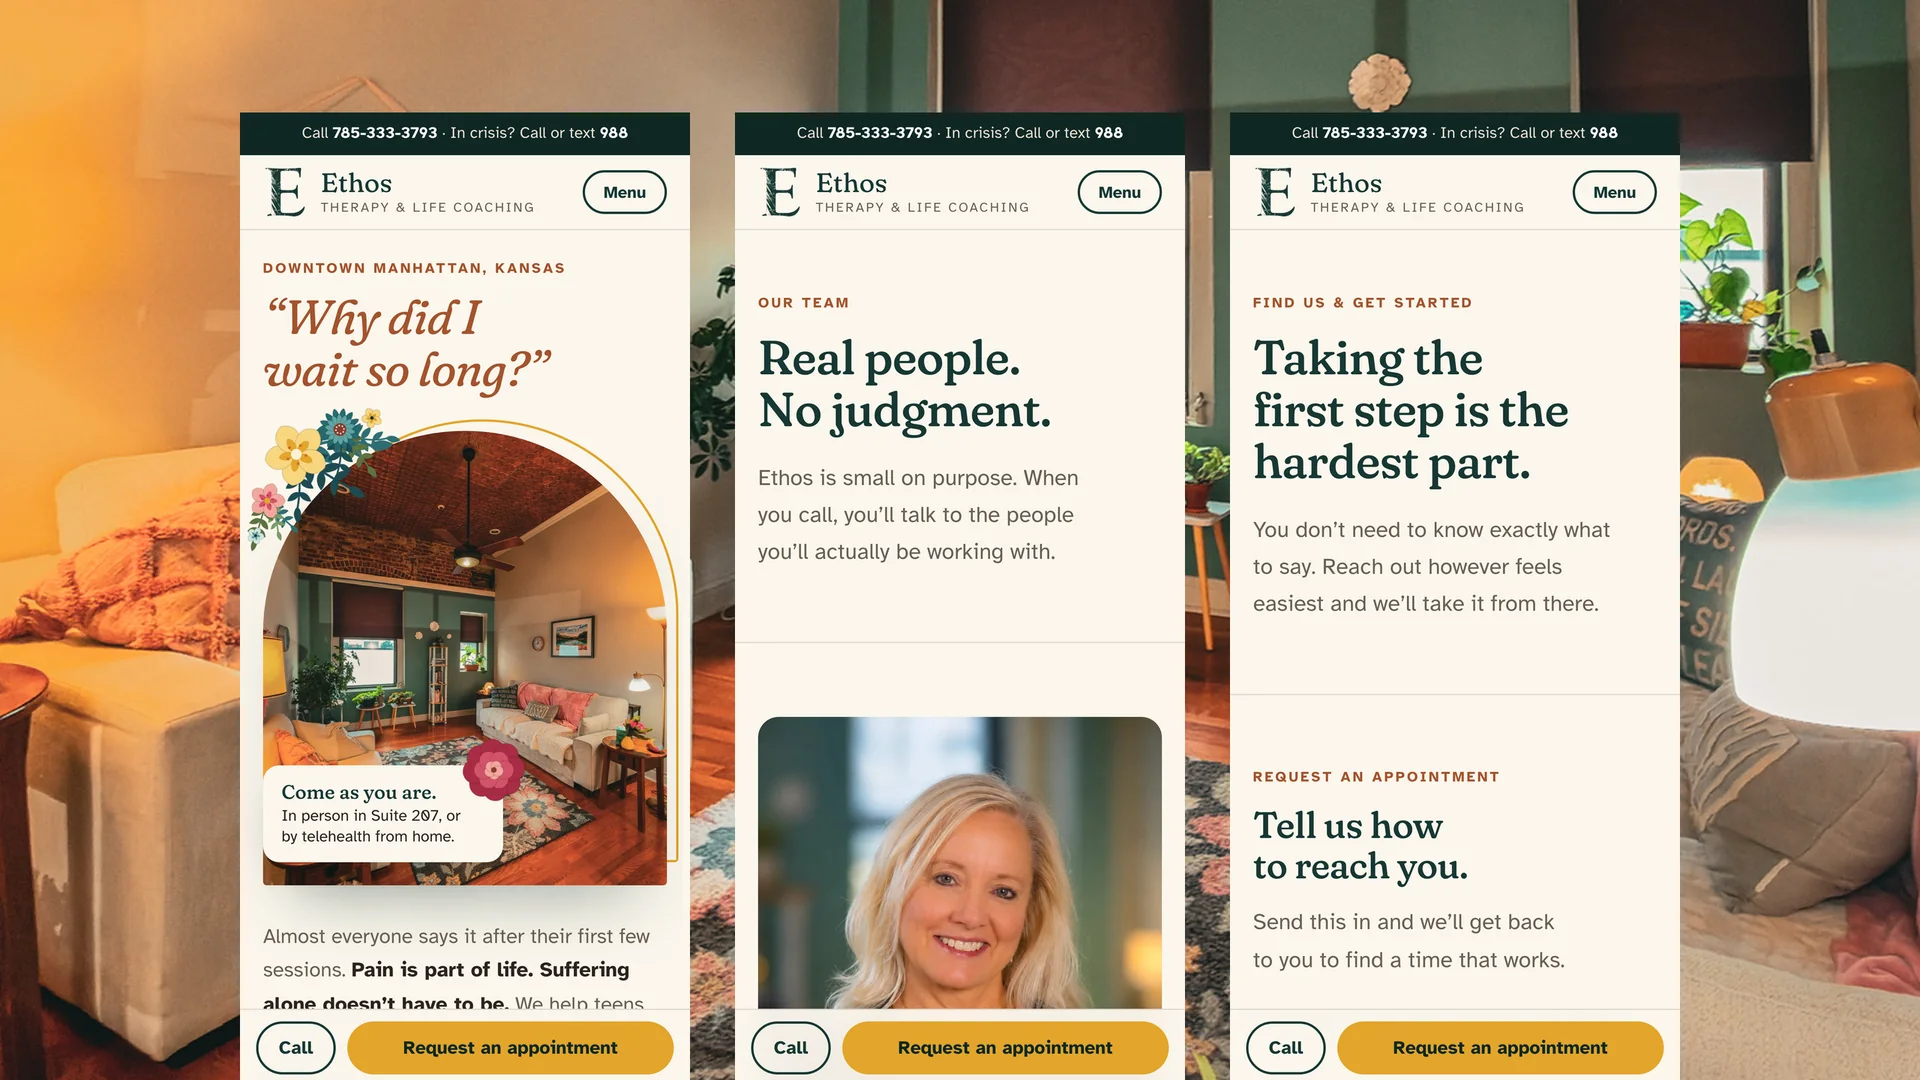 Call 785-333-3793 · In crisis? Call or text 988
E
Ethos
THERAPY & LIFE COACHING
Menu
DOWNTOWN MANHATTAN, KANSAS
“Why did I
wait so long?”
Come as you are.
In person in Suite 207, or
by telehealth from home.
Almost everyone says it after their first few
sessions. Pain is part of life. Suffering
alone doesn’t have to be. We help teens
Call
Request an appointment
Call 785-333-3793 · In crisis? Call or text 988
E
Ethos
THERAPY & LIFE COACHING
Menu
OUR TEAM
Real people.
No judgment.
Ethos is small on purpose. When
you call, you’ll talk to the people
you’ll actually be working with.
Call
Request an appointment
Call 785-333-3793 · In crisis? Call or text 988
E
Ethos
THERAPY & LIFE COACHING
Menu
FIND US & GET STARTED
Taking the
first step is the
hardest part.
You don’t need to know exactly what
to say. Reach out however feels
easiest and we’ll take it from there.
REQUEST AN APPOINTMENT
Tell us how
to reach you.
Send this in and we’ll get back
to you to find a time that works.
Call
Request an appointment